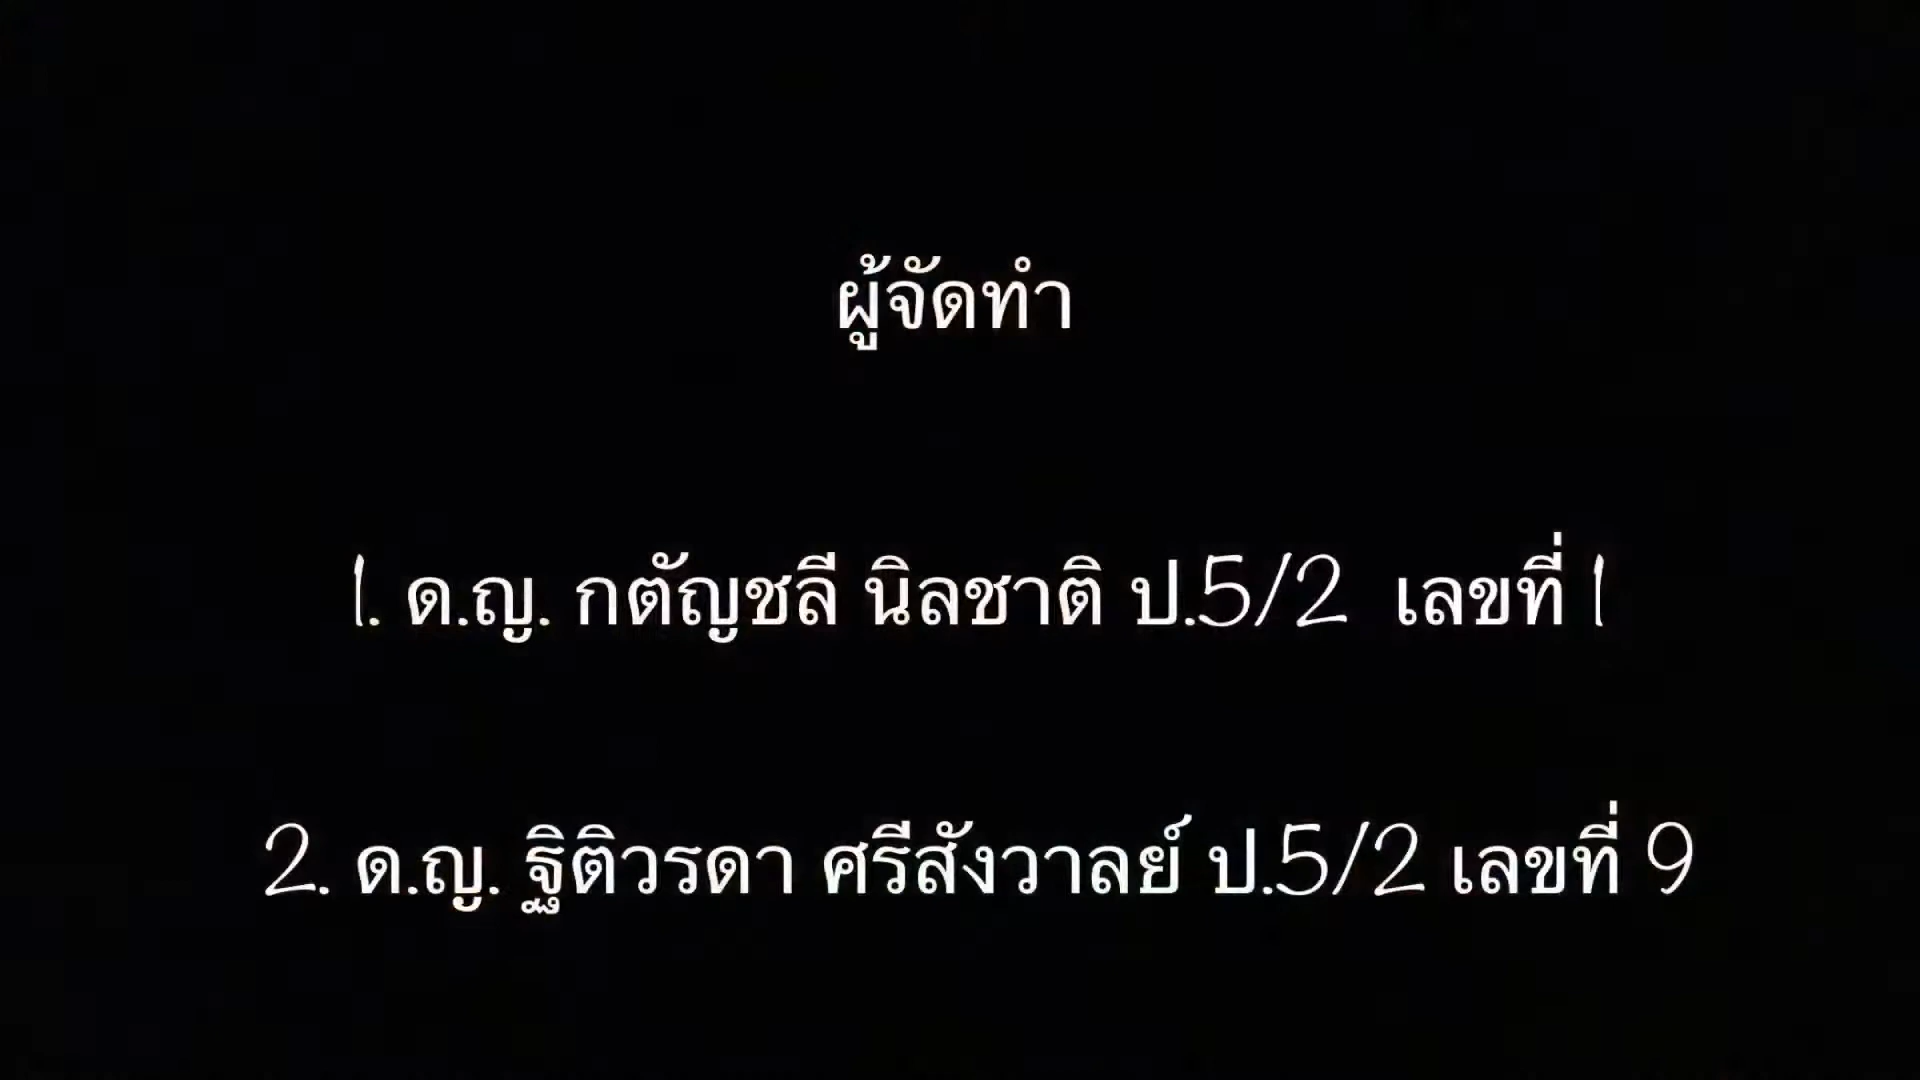 ผู้จัดทำ
1. ด.ญ. กตัญชลี นิลชาติ ป.5/2 เลขที่ 1
2. ด.ญ. ฐิติวรดา ศรีสังวาลย์ ป.5/2 เลขที่ 9